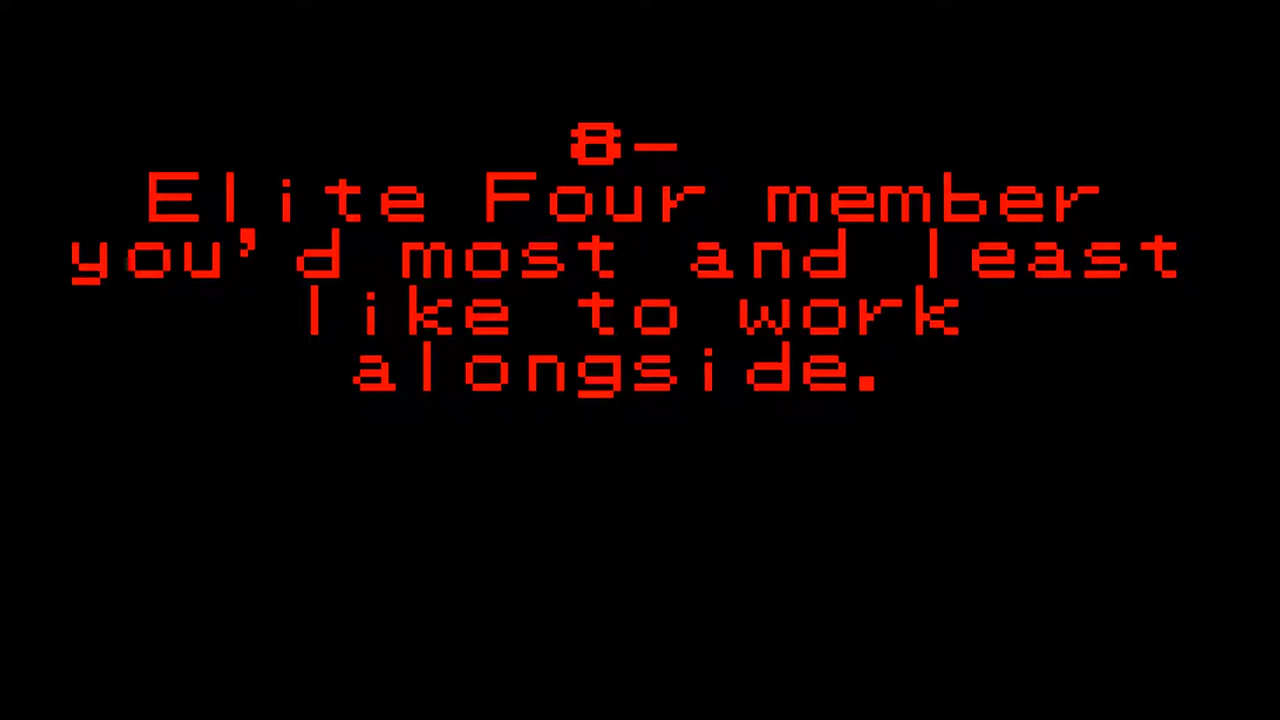 8-
Elite Four member
you'd most and least
like to work
alongside.